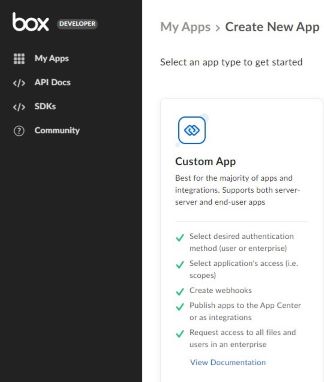 box DEVELOPER
My Apps
API Docs
SDKs
Community
My Apps > Create New App
Select an app type to get started
Custom App
Best for the majority of apps and
integrations. Supports both server-
server and end-user apps
Select desired authentication
method (user or enterprise)
Select application's access (i.e.
scopes)
Create webhooks
Publish apps to the App Center
or as integrations
Request access to all files and
users in an enterprise
View Documentation